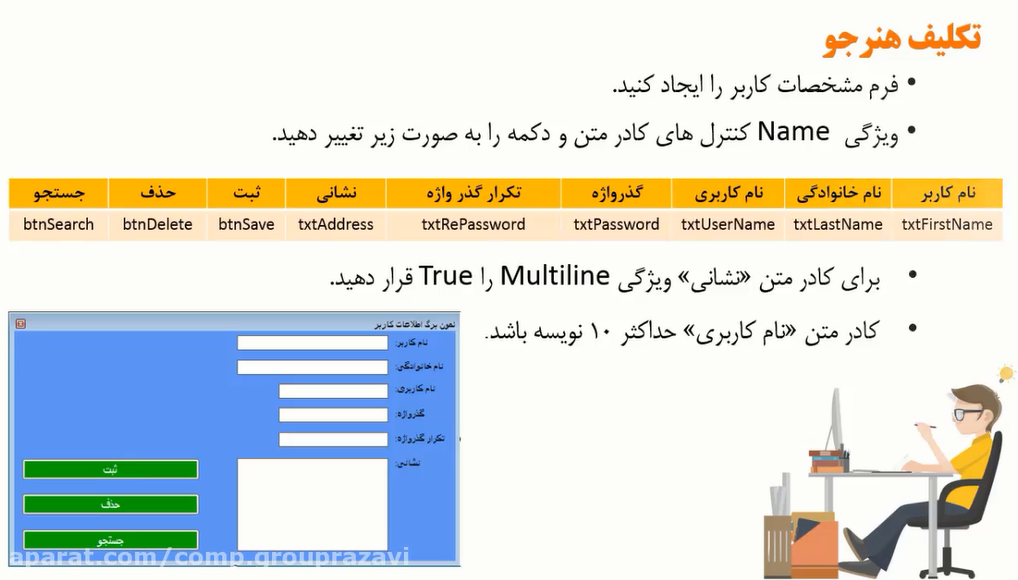 تکلیف هنرجو
• فرم مشخصات کاربر را ایجاد کنید.
• ویژگی Name کنترل های کادر متن و دکمه را به صورت زیر تغییر دهید.
نام کاربر نام خانوادگی نام کاربری گذرواژه تکرار گذر واژه نشانی ثبت حذف جستجو
txtFirstName txtLastName txtUserName txtPassword txtRePassword txtAddress btnSave btnDelete btnSearch
• برای کادر متن «نشانی» ویژگی Multiline را True قرار دهید.
• کادر متن «نام کاربری» حداکثر ۱۰ نویسه باشد.
نمون برگ اطلاعات کاربر
نام کاربر:
نام خانوادگی:
نام کاربری:
گذرواژه:
تکرار گذرواژه:
نشانی:
ثبت
حذف
جستجو
aparat.com/comp.grouprazavi